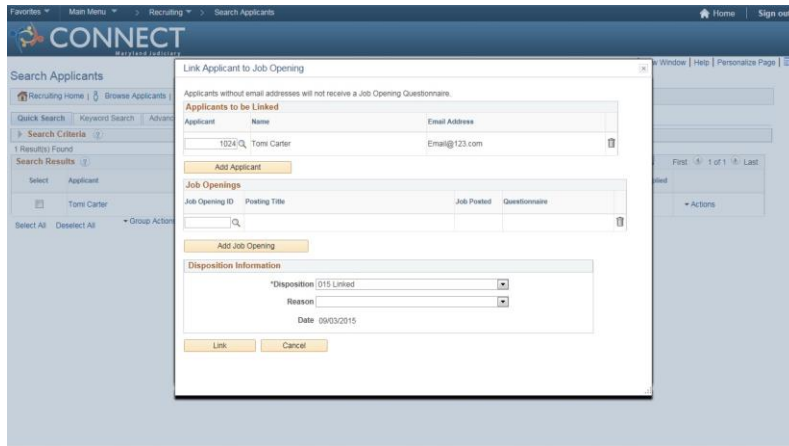 Favorites Main Menu > Recruiting > Search Applicants Home Sign out
CONNECT
Maryland Judiciary
Window | Help | Personalize Page |
Search Applicants
Recruiting Home | Browse Applicants |
Quick Search Keyword Search Advanc
Search Criteria
1 Result(s) Found
Search Results First 1 of 1 Last
Select Applicant plied
Tomi Carter Actions
Select All Deselect All Group Action
Link Applicant to Job Opening
Applicants without email addresses will not receive a Job Opening Questionnaire.
Applicants to be Linked
Applicant Name Email Address
1024 Tomi Carter Email@123.com
Add Applicant
Job Openings
Job Opening ID Posting Title Job Posted Questionnaire
Add Job Opening
Disposition Information
*Disposition 015 Linked
Reason
Date 09/03/2015
Link Cancel